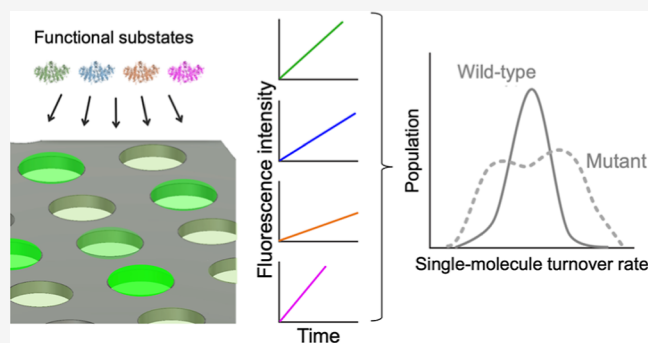 Functional substates
Fluorescence intensity
Time
Population
Wild-type
Mutant
Single-molecule turnover rate